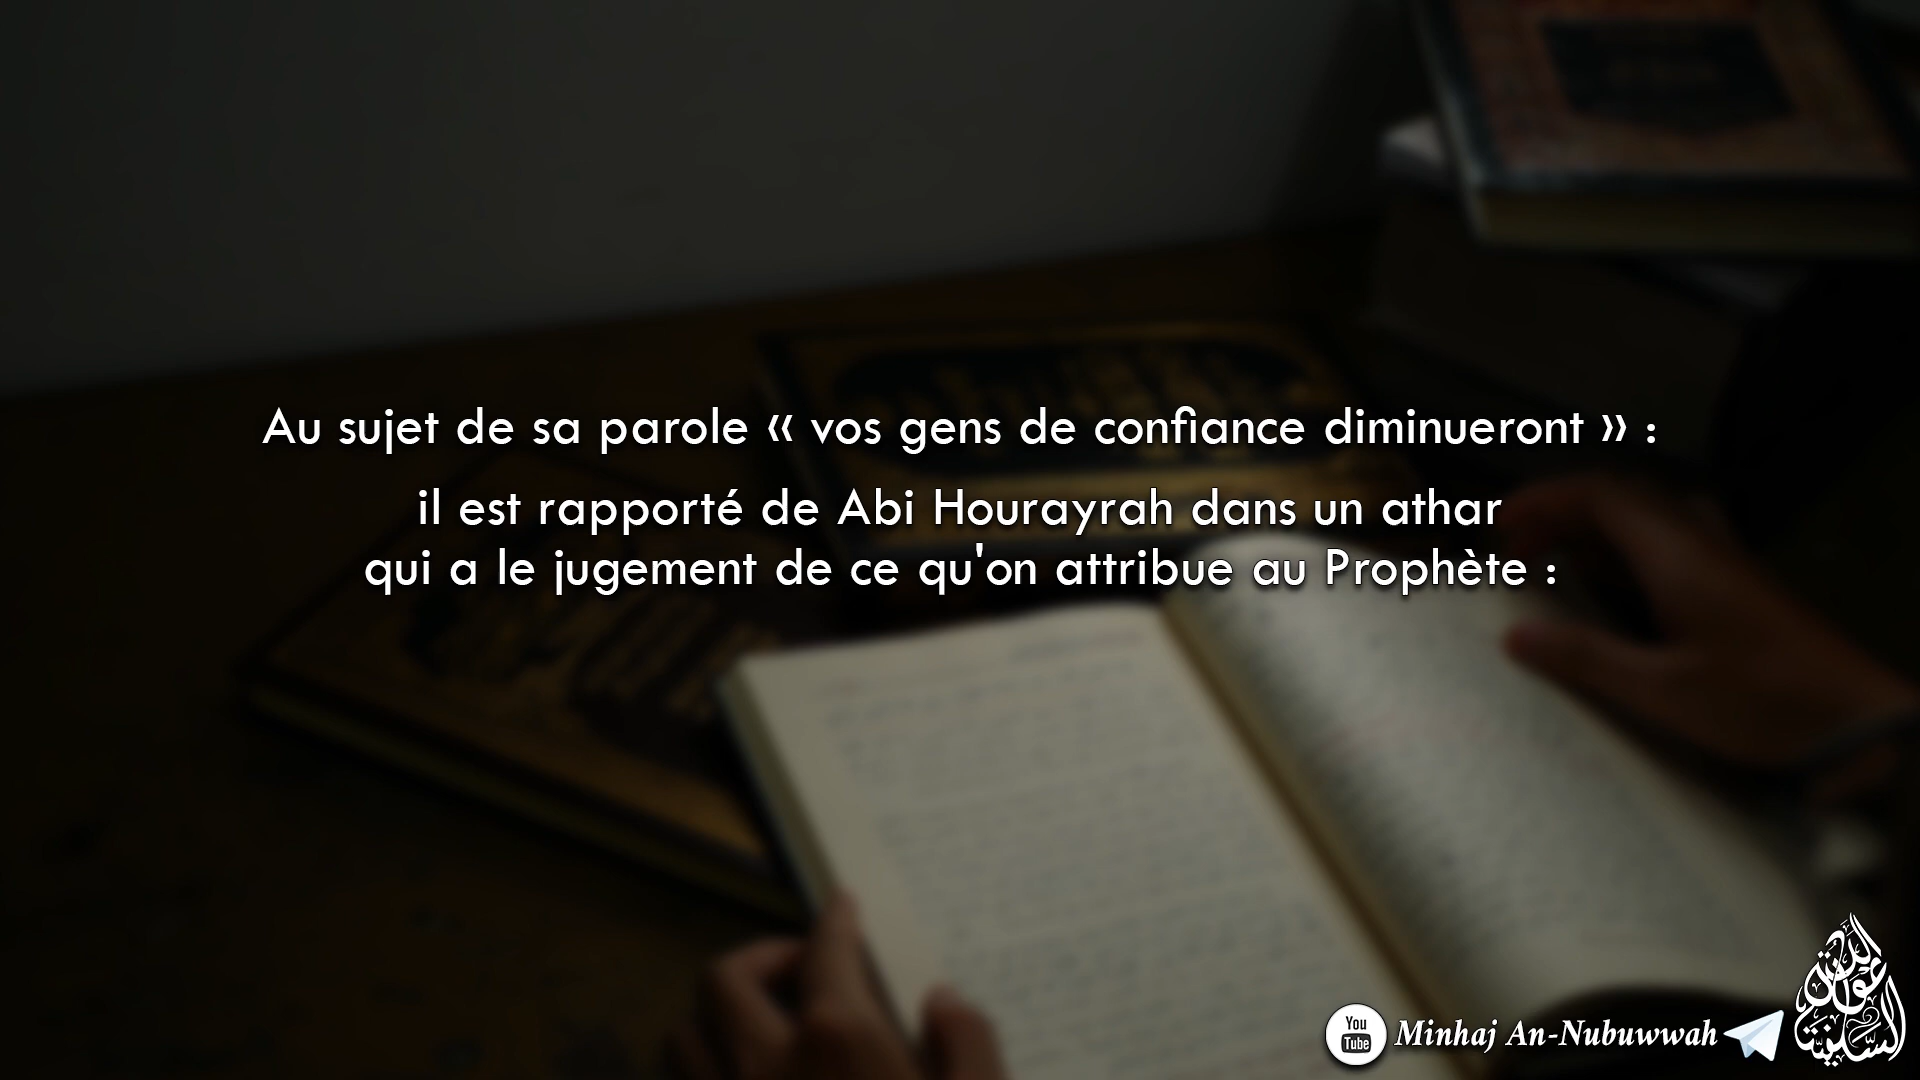 Au sujet de sa parole « vos gens de confiance diminueront » :
il est rapporté de Abi Hourayrah dans un athar
qui a le jugement de ce qu'on attribue au Prophète :
You
Tube
Minhaj An-Nubuwwah